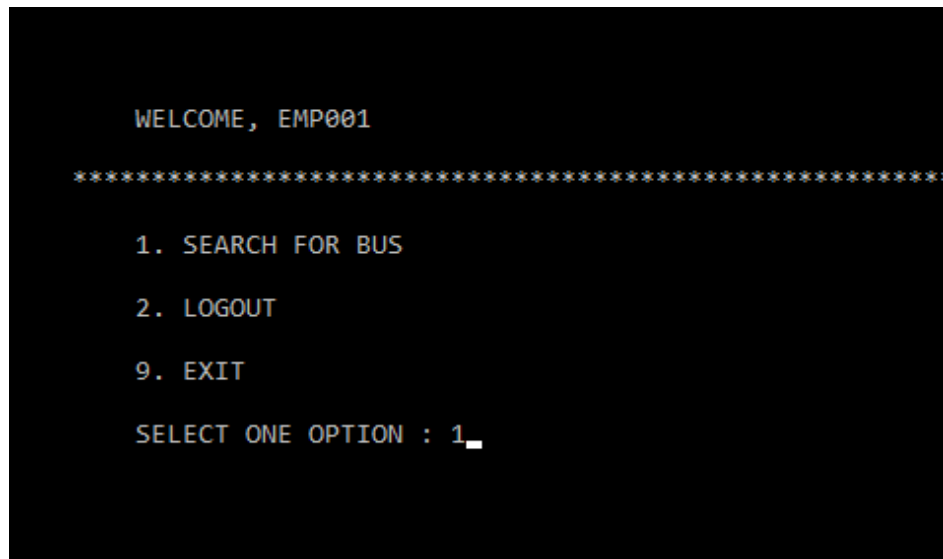 WELCOME, EMP001
*******************************************************
1. SEARCH FOR BUS
2. LOGOUT
9. EXIT
SELECT ONE OPTION : 1